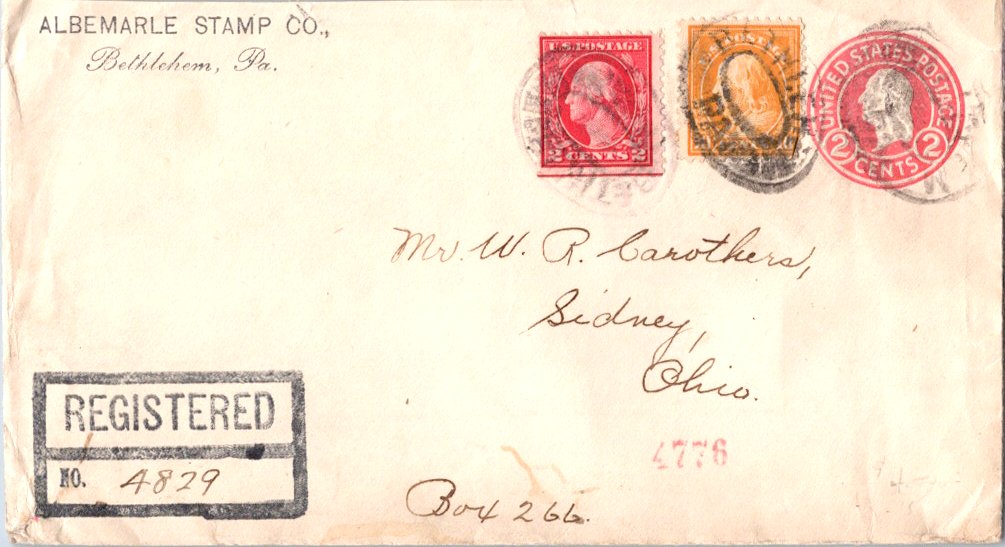 ALBEMARLE STAMP CO.,
Bethlehem, Pa.
U.S. POSTAGE
2 CENTS 2
U.S. POSTAGE
UNITED STATES POSTAGE
2 CENTS 2
Mr. W. R. Carothers,
Sidney,
Ohio.
REGISTERED
NO. 4829
4776
Box 266.